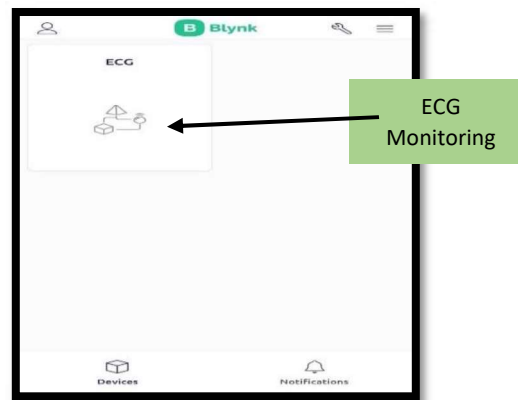 B Blynk
ECG
ECG
Monitoring
Devices
Notifications